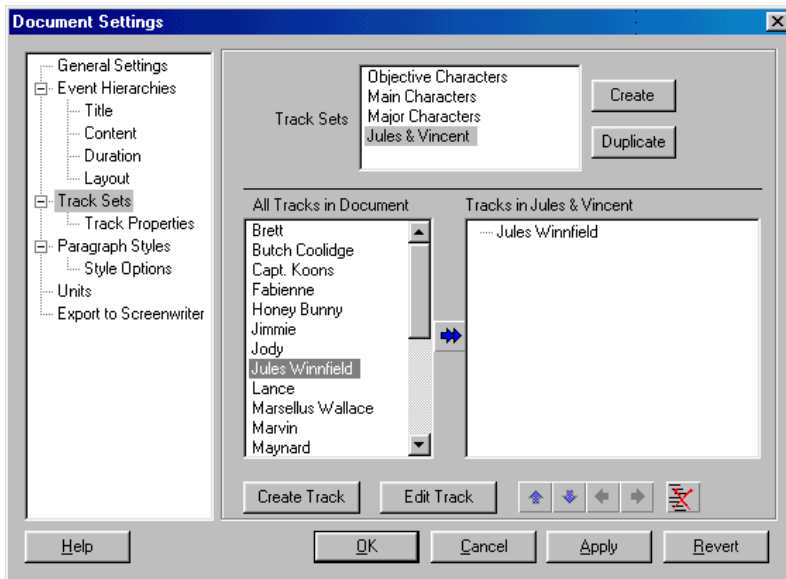 Document Settings
General Settings
Event Hierarchies
Title
Content
Duration
Layout
Track Sets
Track Properties
Paragraph Styles
Style Options
Units
Export to Screenwriter
Track Sets
Objective Characters
Main Characters
Major Characters
Jules & Vincent
Create
Duplicate
All Tracks in Document
Brett
Butch Coolidge
Capt. Koons
Fabienne
Honey Bunny
Jimmie
Jody
Jules Winnfield
Lance
Marsellus Wallace
Marvin
Maynard
Tracks in Jules & Vincent
Jules Winnfield
Create Track
Edit Track
Help
OK
Cancel
Apply
Revert